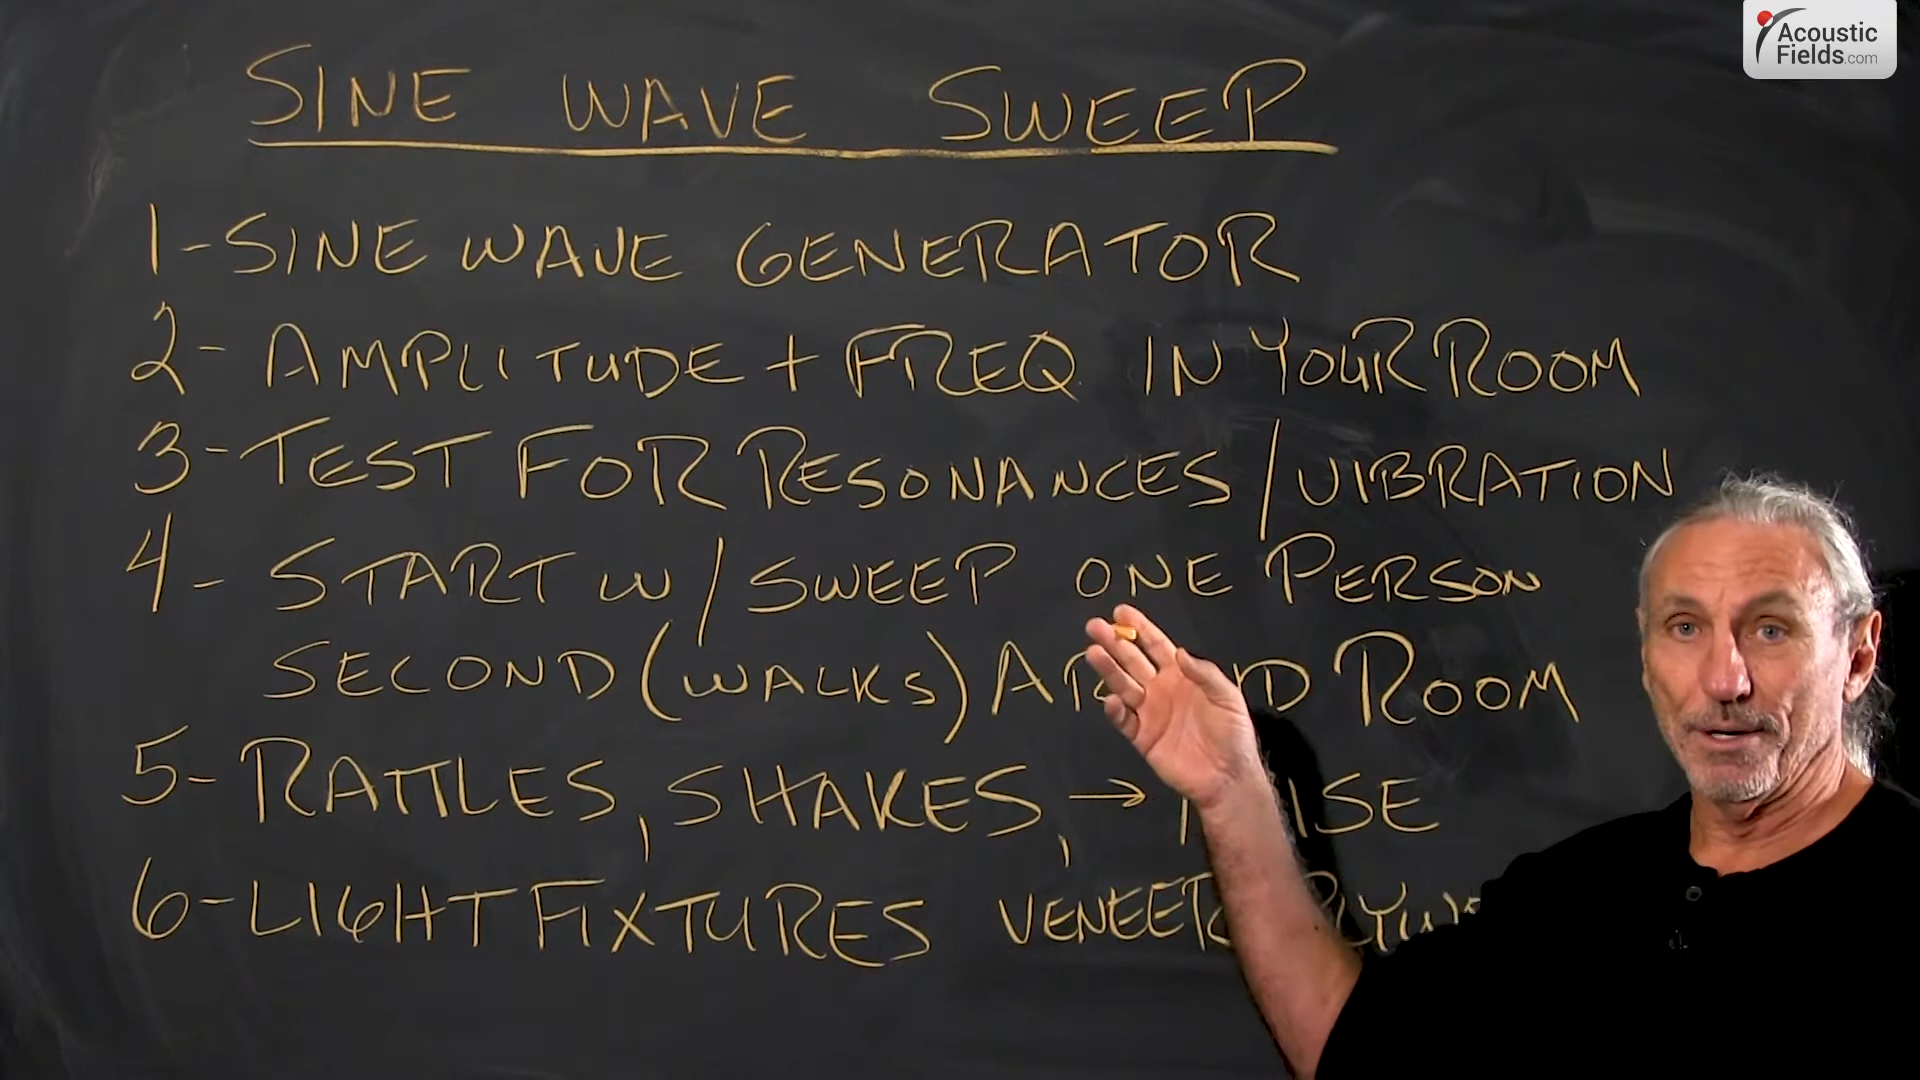 Acoustic
Fields.com
SINE WAVE SWEEP
1-SINE WAVE GENERATOR
2- AMPLITUDE + FREQ IN YOUR ROOM
3-TEST FOR RESONANCES/VIBRATION
4- START W/SWEEP ONE PERSON
SECOND (WALKS) ROOM
5-RATTLES, SHAKES, →
6-LIGHT FIXTURES